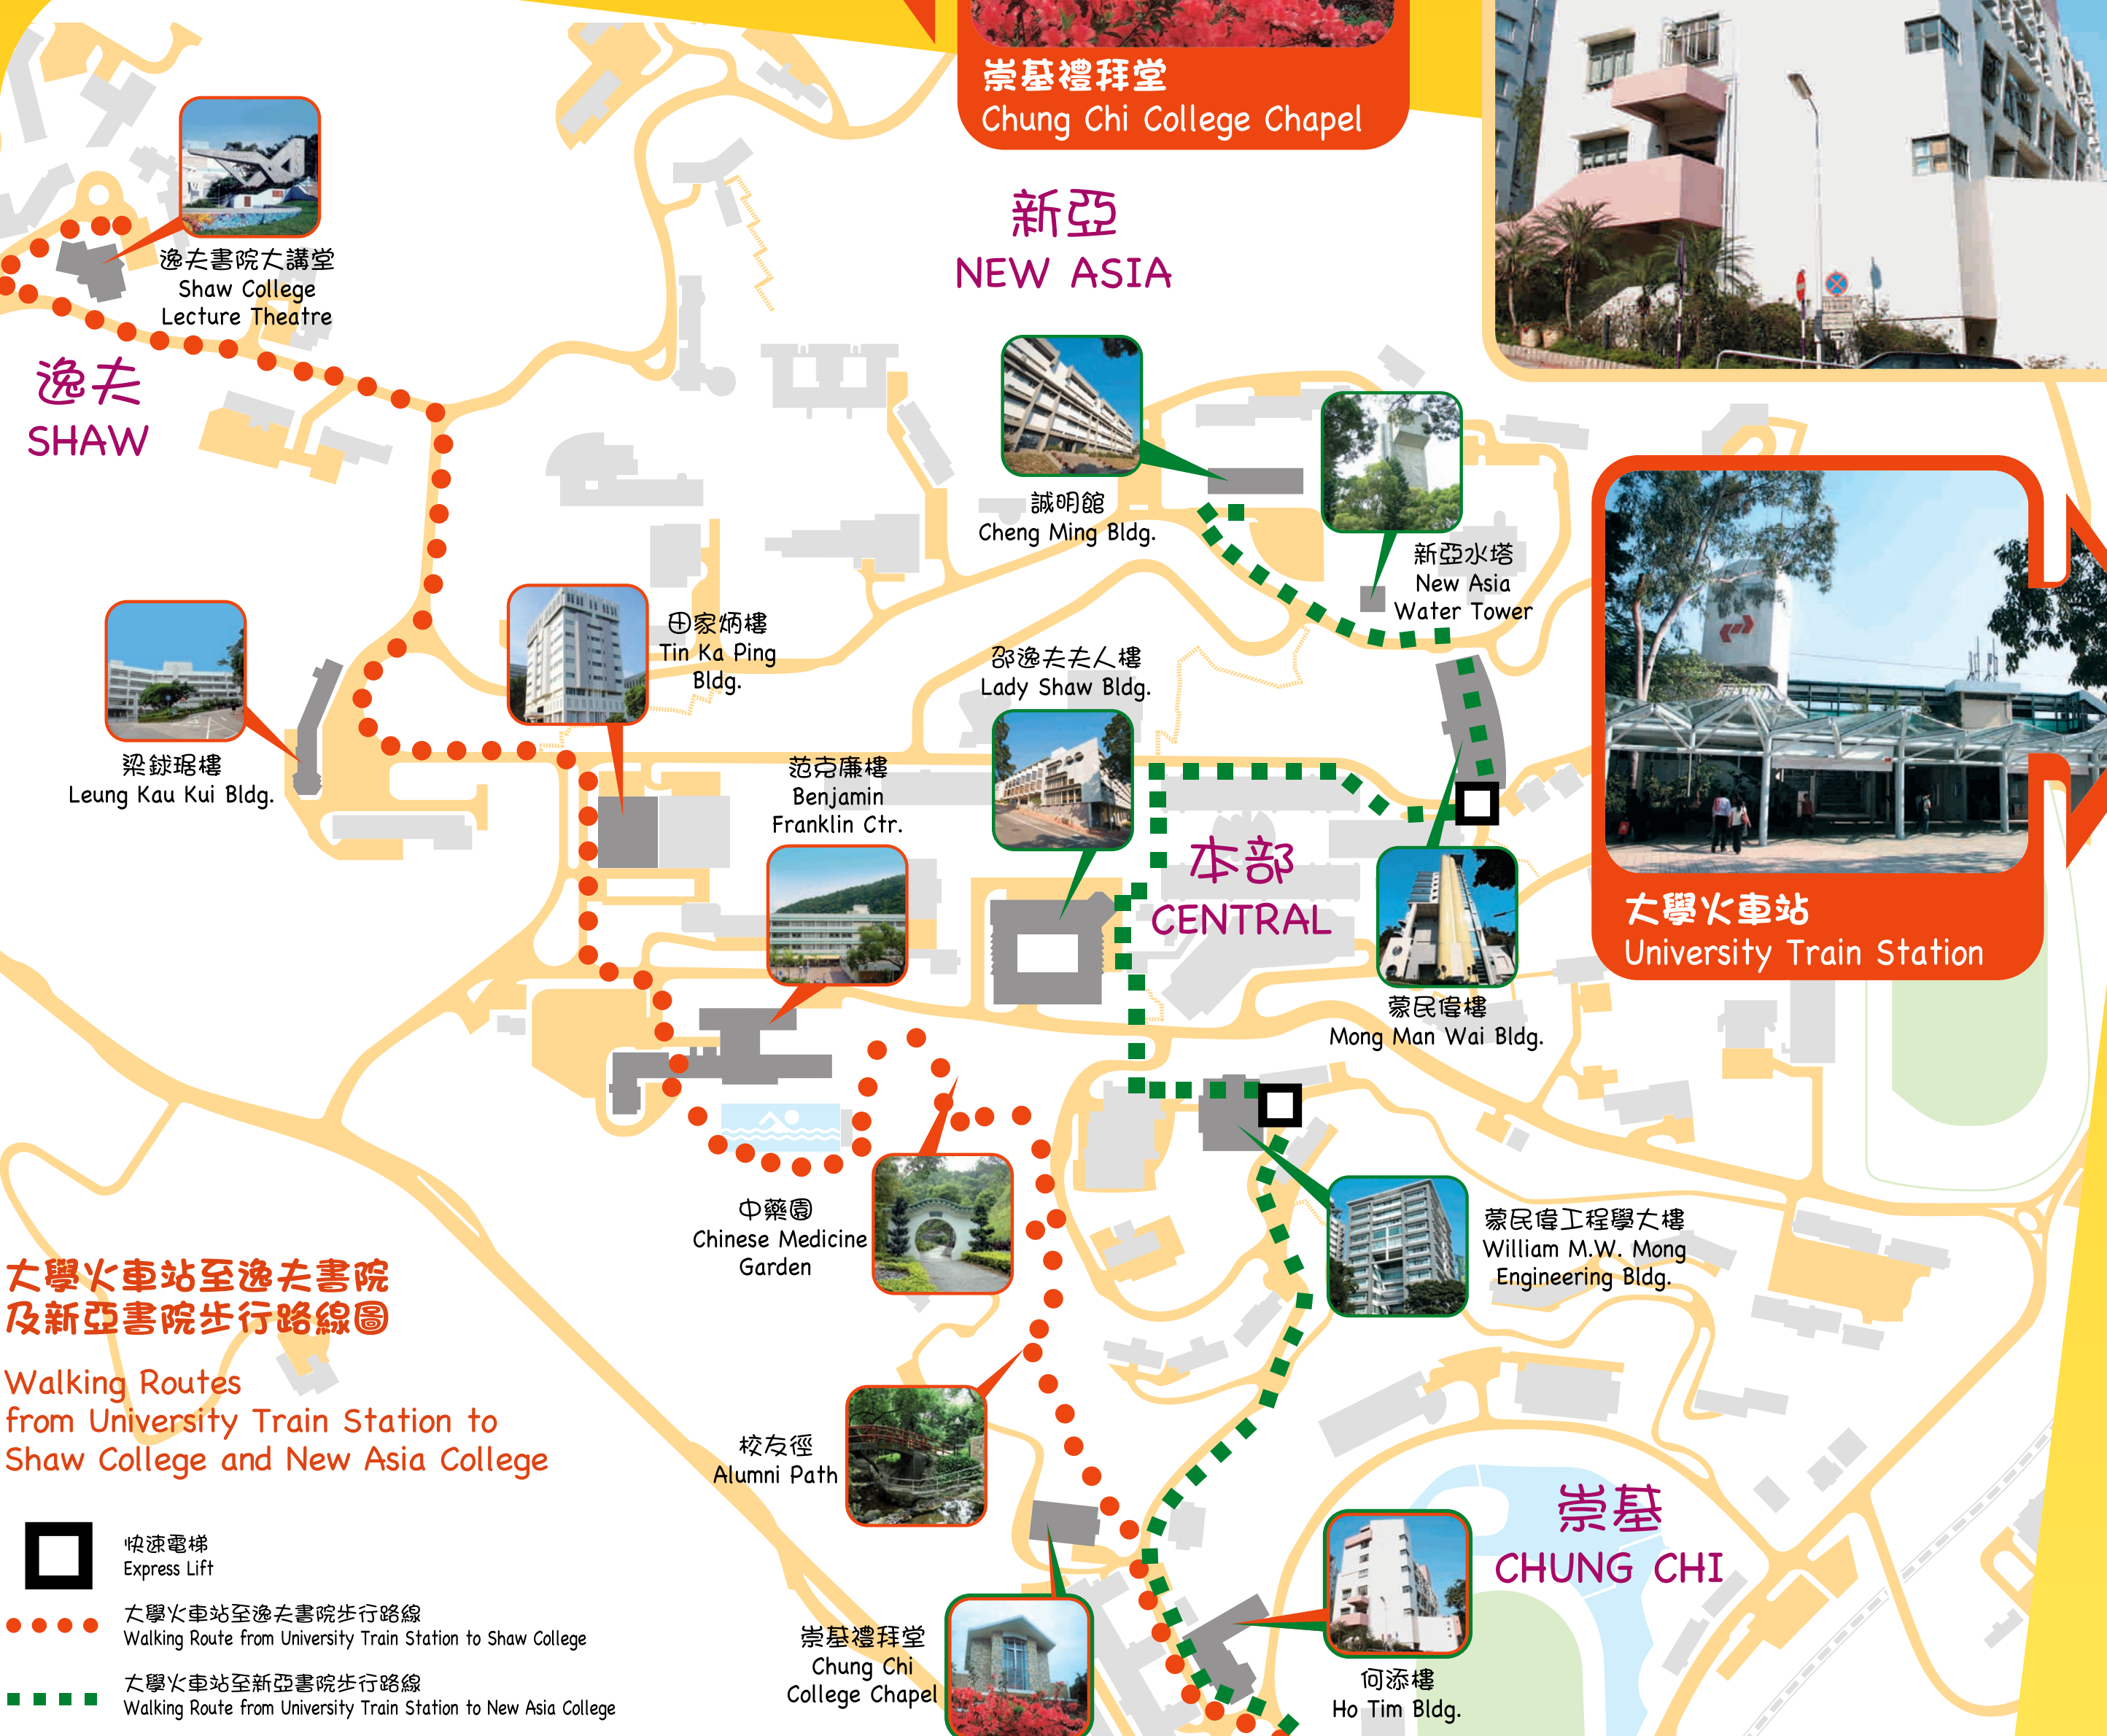 崇基禮拜堂
Chung Chi College Chapel
新亞
NEW ASIA
逸夫書院大講堂
Shaw College
Lecture Theatre
逸夫
SHAW
誠明館
Cheng Ming Bldg.
新亞水塔
New Asia
Water Tower
田家炳樓
Tin Ka Ping
Bldg.
邵逸夫夫人樓
Lady Shaw Bldg.
梁銶琚樓
Leung Kau Kui Bldg.
范克廉樓
Benjamin
Franklin Ctr.
本部
CENTRAL
大學火車站
University Train Station
蒙民偉樓
Mong Man Wai Bldg.
中藥園
Chinese Medicine
Garden
蒙民偉工程學大樓
William M.W. Mong
Engineering Bldg.
大學火車站至逸夫書院
及新亞書院步行路線圖
Walking Routes
from University Train Station to
Shaw College and New Asia College
校友徑
Alumni Path
崇基
CHUNG CHI
快速電梯
Express Lift
大學火車站至逸夫書院步行路線
Walking Route from University Train Station to Shaw College
大學火車站至新亞書院步行路線
Walking Route from University Train Station to New Asia College
崇基禮拜堂
Chung Chi
College Chapel
何添樓
Ho Tim Bldg.